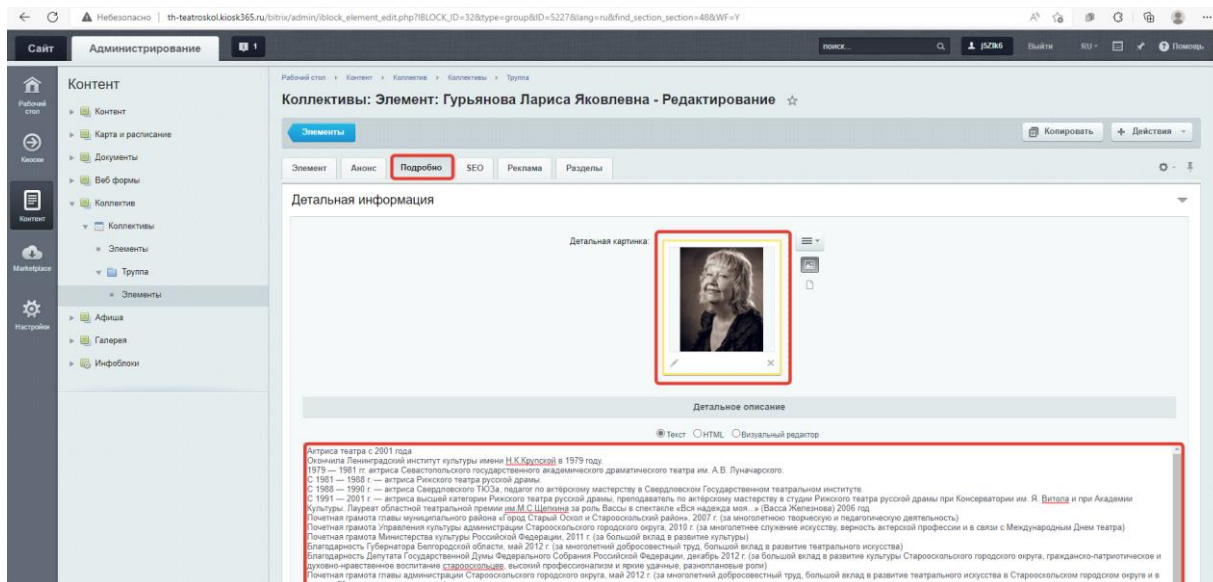 Небезопасно | th-teatroskol.kiosk365.ru/bitrix/admin/iblock_element_edit.php?IBLOCK_ID=32&type=group&ID=5227&lang=ru&find_section_section=48&WF=Y
Сайт Администрирование 1 поиск... j5Zlk6 Выйти RU Помощь
Рабочий стол
Киоски
Контент
Marketplace
Настройки
Контент
Контент
Карта и расписание
Документы
Веб формы
Коллектив
Коллективы
Элементы
Труппа
Элементы
Афиша
Галерея
Инфоблоки
Рабочий стол Контент Коллектив Коллективы Труппа
Коллективы: Элемент: Гурьянова Лариса Яковлевна - Редактирование
Элементы Копировать Действия
Элемент Анонс Подробно SEO Реклама Разделы
Детальная информация
Детальная картинка:
Детальное описание
Текст HTML Визуальный редактор
Актриса театра с 2001 года
Окончила Ленинградский институт культуры имени Н.К.Крупской в 1979 году.
1979 — 1981 гг. актриса Севастопольского государственного академического драматического театра им. А.В. Луначарского.
С 1981 — 1988 г. — актриса Рижского театра русской драмы.
С 1988 — 1990 г. — актриса Свердловского ТЮЗа, педагог по актёрскому мастерству в Свердловском Государственном театральном институте.
С 1991 — 2001 г. — актриса высшей категории Рижского театра русской драмы, преподаватель по актёрскому мастерству в студии Рижского театра русской драмы при Консерватории им. Я. Витола и при Академии
Культуры. Лауреат областной театральной премии им.М.С.Щепкина за роль Вассы в спектакле «Вся надежда моя...» (Васса Железнова) 2006 год
Почетная грамота главы муниципального района «Город Старый Оскол и Старооскольский район», 2007 г. (за многолетнюю творческую и педагогическую деятельность)
Почетная грамота Управления культуры администрации Старооскольского городского округа, 2010 г. (за многолетнее служение искусству, верность актерской профессии и в связи с Международным Днем театра)
Почетная грамота Министерства культуры Российской Федерации, 2011 г. (за большой вклад в развитие культуры)
Благодарность Губернатора Белгородской области, май 2012 г. (за многолетний добросовестный труд, большой вклад в развитие театрального искусства)
Благодарность Депутата Государственной Думы Федерального Собрания Российской Федерации, декабрь 2012 г. (за большой вклад в развитие культуры Старооскольского городского округа, гражданско-патриотическое и
духовно-нравственное воспитание старооскольцев, высокий профессионализм и яркие удачные, разноплановые роли)
Почетная грамота главы администрации Старооскольского городского округа, май 2012 г. (за многолетний добросовестный труд, большой вклад в развитие театрального искусства в Старооскольском городском округе и в